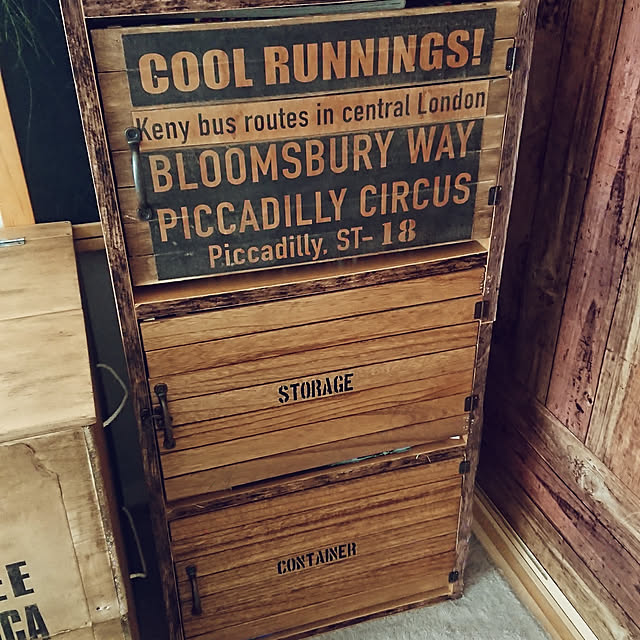 COOL RUNNINGS!
Keny bus routes in central London
BLOOMSBURY WAY
PICCADILLY CIRCUS
Piccadilly, ST-18
STORAGE
CONTAINER